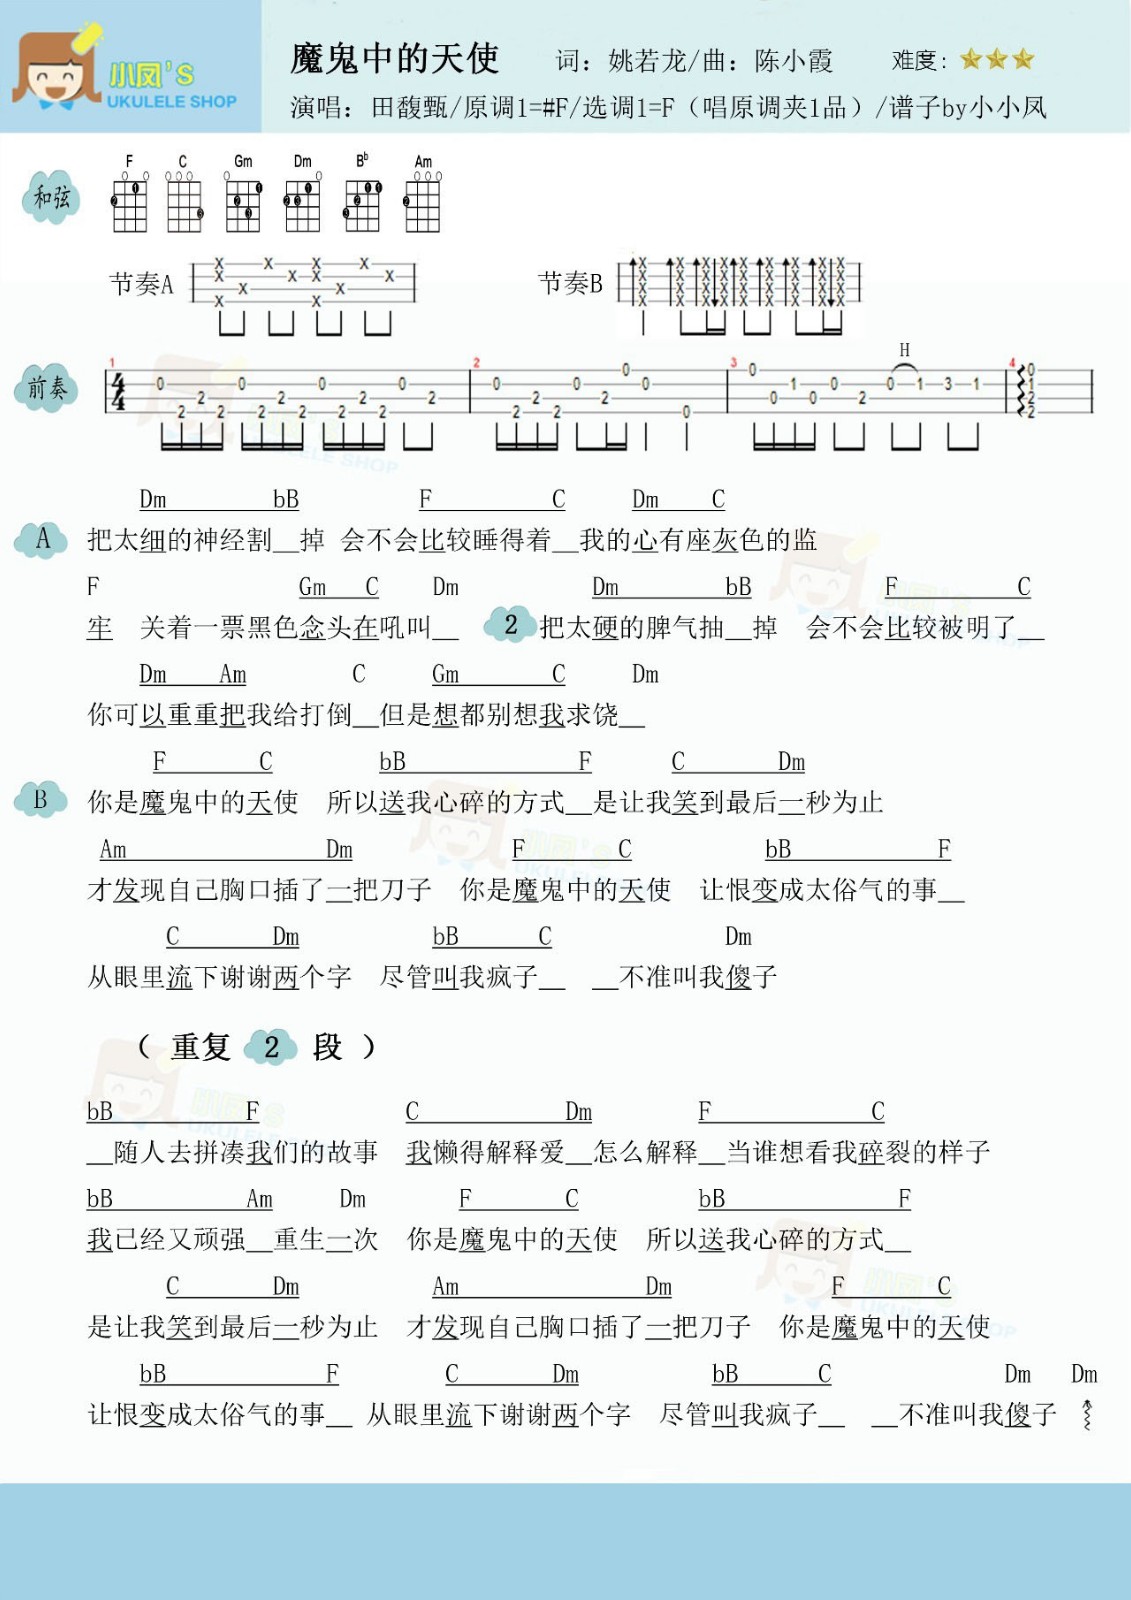 小凤'S
UKULELE SHOP
魔鬼中的天使 词：姚若龙/曲：陈小霞 难度：
演唱：田馥甄/原调1=#F/选调1=F（唱原调夹1品）/谱子by小小凤
和弦 F C Gm Dm Bb Am
节奏A 节奏B
前奏
Dm bB F C Dm C
A 把太细的神经割__掉 会不会比较睡得着__我的心有座灰色的监
F Gm C Dm Dm bB F C
牢 关着一票黑色念头在吼叫__ 2 把太硬的脾气抽__掉 会不会比较被明了__
Dm Am C Gm C Dm
你可以重重把我给打倒__但是想都别想我求饶__
F C bB F C Dm
B 你是魔鬼中的天使 所以送我心碎的方式__是让我笑到最后一秒为止
Am Dm F C bB F
才发现自己胸口插了一把刀子 你是魔鬼中的天使 让恨变成太俗气的事__
C Dm bB C Dm
从眼里流下谢谢两个字 尽管叫我疯子__ __不准叫我傻子
（ 重复 2 段 ）
bB F C Dm F C
__随人去拼凑我们的故事 我懒得解释爱__怎么解释__当谁想看我碎裂的样子
bB Am Dm F C bB F
我已经又顽强__重生一次 你是魔鬼中的天使 所以送我心碎的方式__
C Dm Am Dm F C
是让我笑到最后一秒为止 才发现自己胸口插了一把刀子 你是魔鬼中的天使
bB F C Dm bB C Dm Dm
让恨变成太俗气的事__ 从眼里流下谢谢两个字 尽管叫我疯子__ __不准叫我傻子